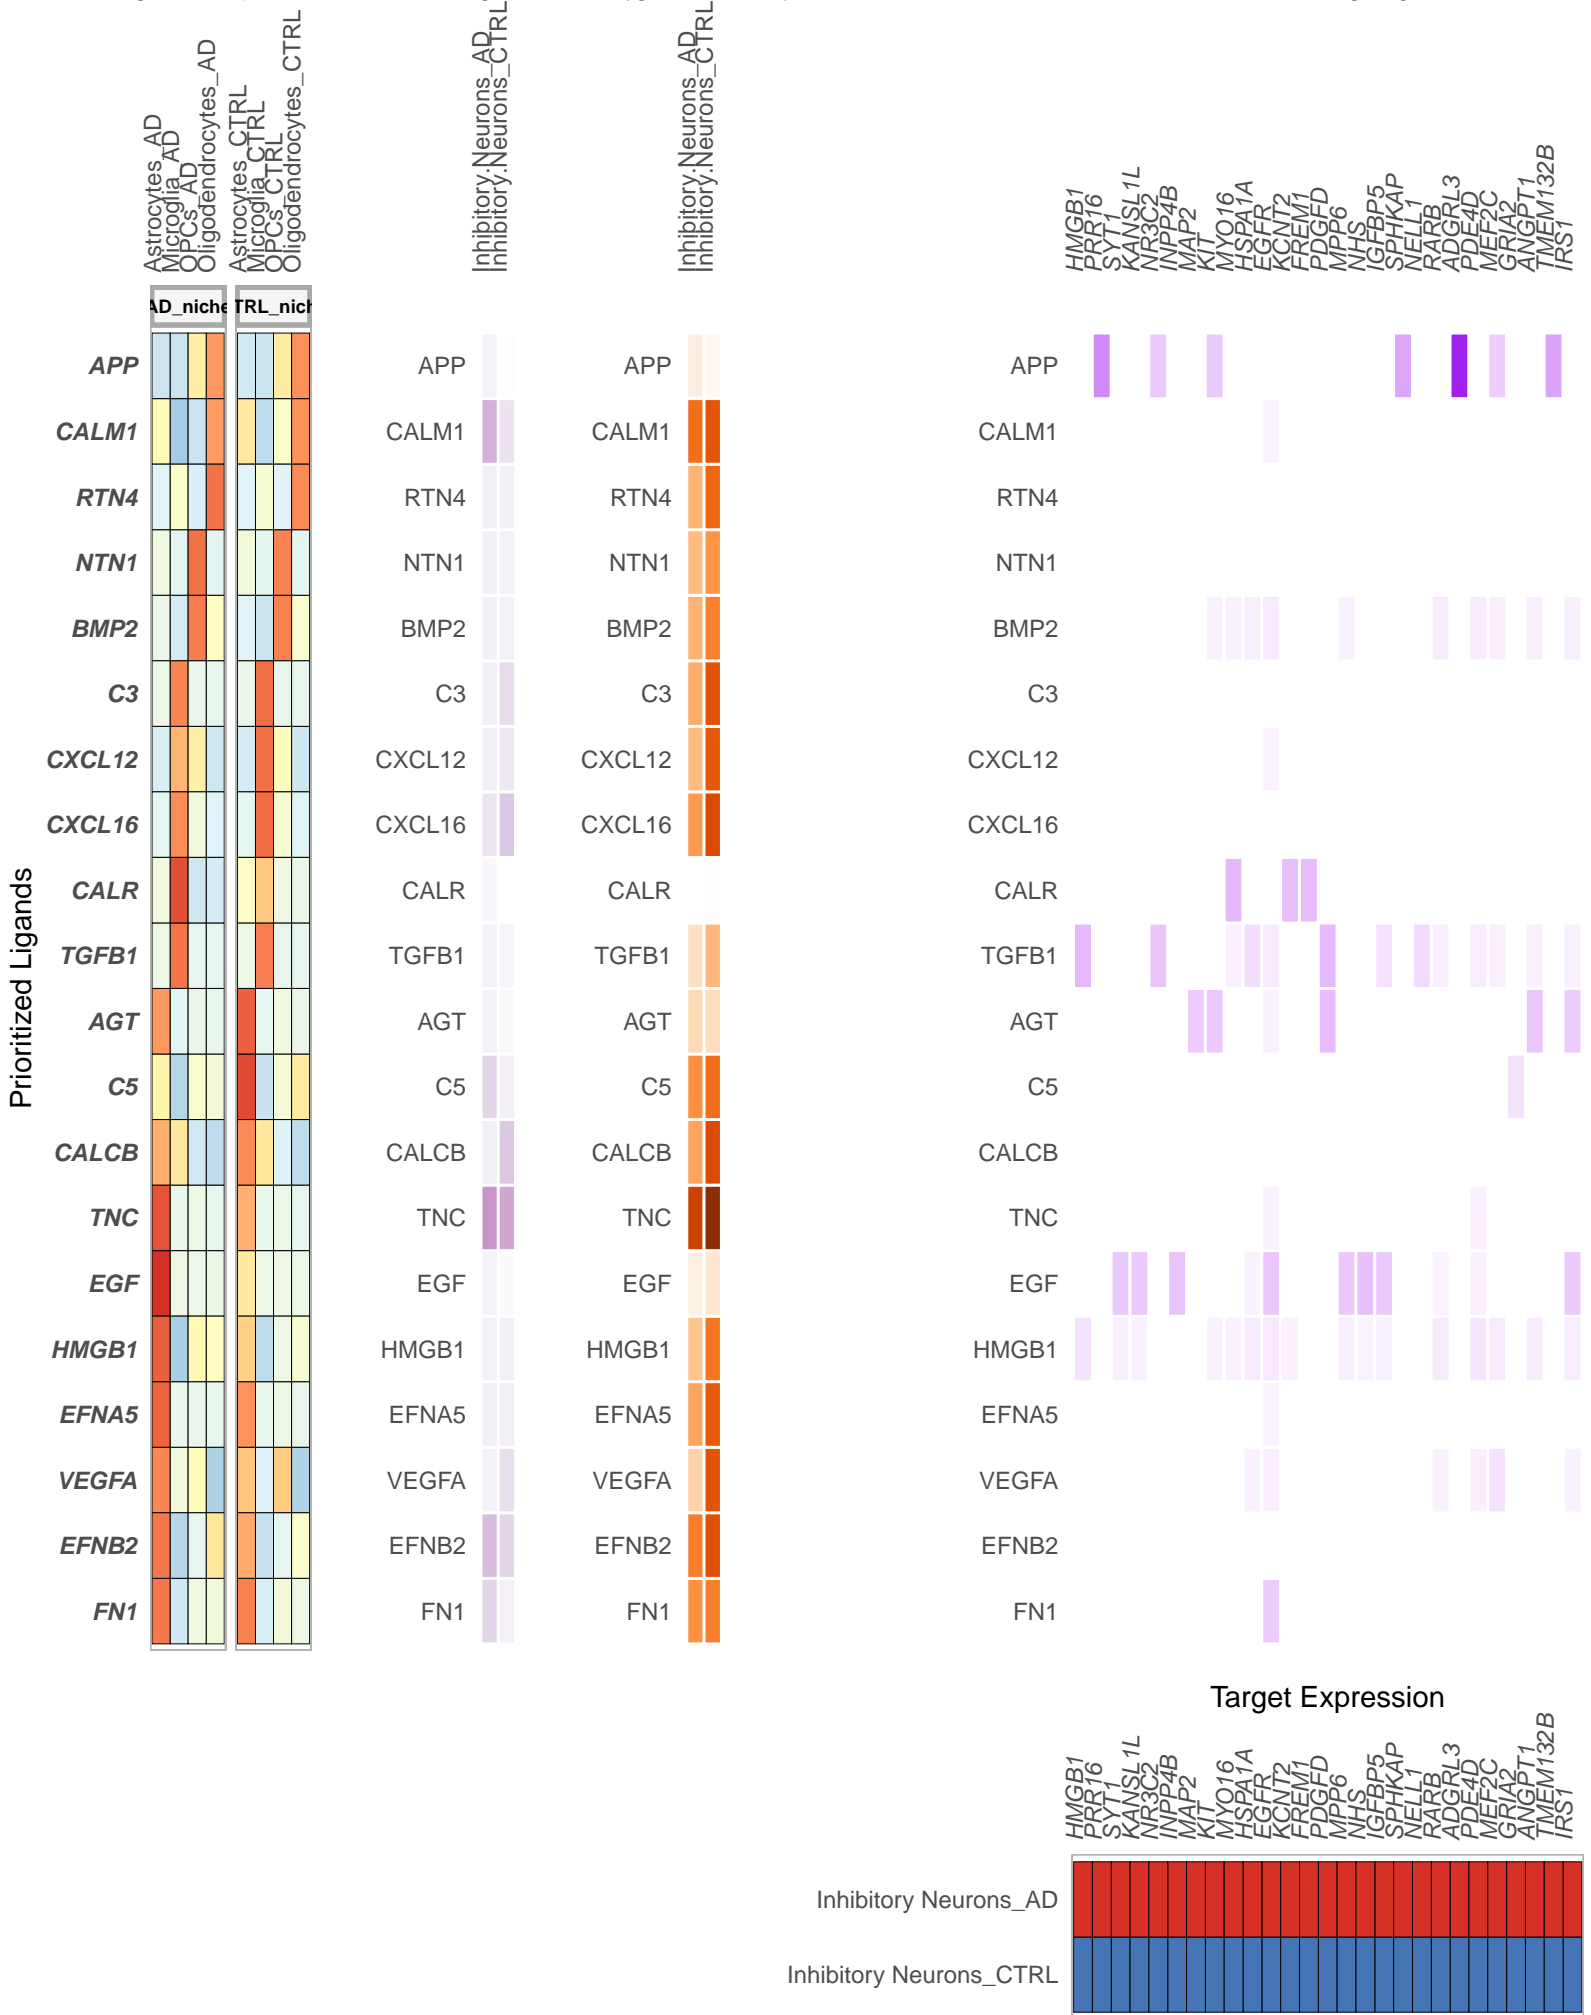 Astrocytes_AD
Microglia_AD
OPCs_AD
Oligodendrocytes_AD
Astrocytes_CTRL
Microglia_CTRL
OPCs_CTRL
Oligodendrocytes_CTRL
Inhibitory.Neurons_AD
Inhibitory.Neurons_CTRL
Inhibitory.Neurons_AD
Inhibitory.Neurons_CTRL
HMGB1
PRR16
SYT1
KANSL1L
NR3C2
INPP4B
MAP2
KIT
MYO16
HSPA1A
EGFR
KCNT2
FREM1
PDGFD
MPP6
NHS
IGFBP5
SPHKAP
NELL1
RARB
ADGRL3
PDE4D
MEF2C
GRIA2
ANGPT1
TMEM132B
IRS1
AD_niche TRL_nich
Prioritized Ligands
APP APP APP APP
CALM1 CALM1 CALM1 CALM1
RTN4 RTN4 RTN4 RTN4
NTN1 NTN1 NTN1 NTN1
BMP2 BMP2 BMP2 BMP2
C3 C3 C3 C3
CXCL12 CXCL12 CXCL12 CXCL12
CXCL16 CXCL16 CXCL16 CXCL16
CALR CALR CALR CALR
TGFB1 TGFB1 TGFB1 TGFB1
AGT AGT AGT AGT
C5 C5 C5 C5
CALCB CALCB CALCB CALCB
TNC TNC TNC TNC
EGF EGF EGF EGF
HMGB1 HMGB1 HMGB1 HMGB1
EFNA5 EFNA5 EFNA5 EFNA5
VEGFA VEGFA VEGFA VEGFA
EFNB2 EFNB2 EFNB2 EFNB2
FN1 FN1 FN1 FN1
Target Expression
HMGB1
PRR16
SYT1
KANSL1L
NR3C2
INPP4B
MAP2
KIT
MYO16
HSPA1A
EGFR
KCNT2
FREM1
PDGFD
MPP6
NHS
IGFBP5
SPHKAP
NELL1
RARB
ADGRL3
PDE4D
MEF2C
GRIA2
ANGPT1
TMEM132B
IRS1
Inhibitory Neurons_AD
Inhibitory Neurons_CTRL